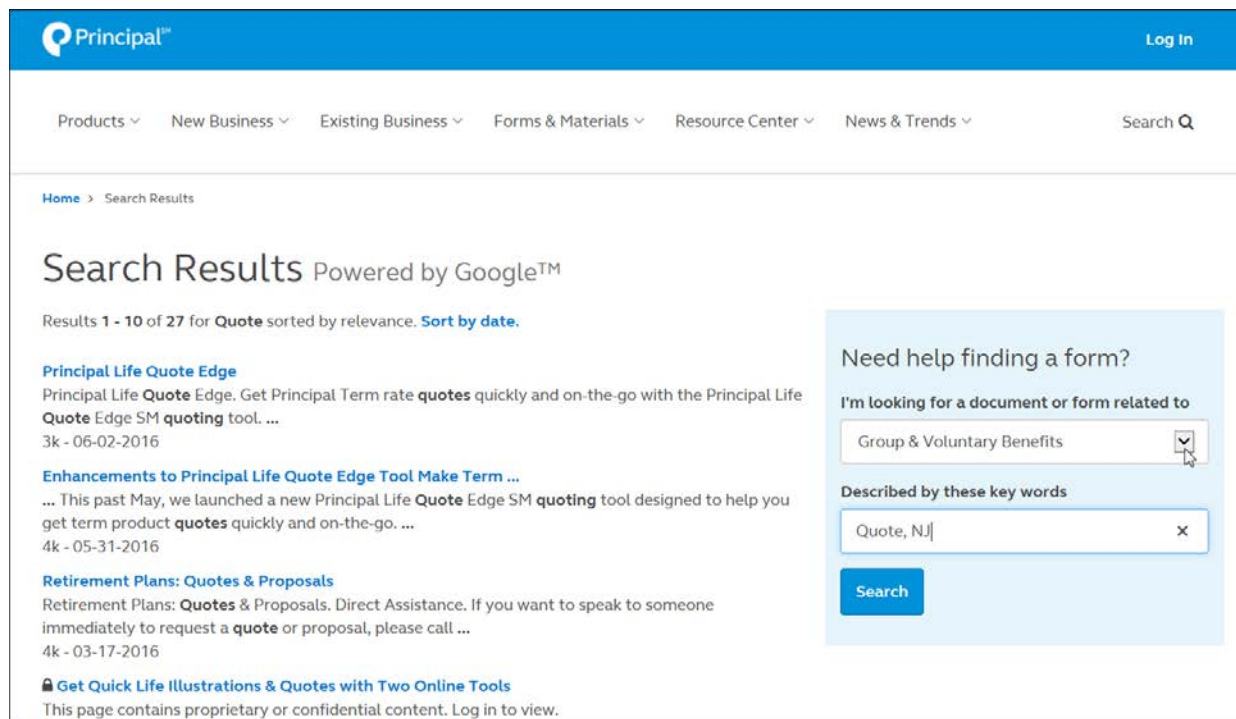 Principal℠
Log In
Products
New Business
Existing Business
Forms & Materials
Resource Center
News & Trends
Search
Home > Search Results
Search Results Powered by Google™
Results 1 - 10 of 27 for Quote sorted by relevance. Sort by date.
Principal Life Quote Edge
Principal Life Quote Edge. Get Principal Term rate quotes quickly and on-the-go with the Principal Life
Quote Edge SM quoting tool. ...
3k - 06-02-2016
Enhancements to Principal Life Quote Edge Tool Make Term ...
... This past May, we launched a new Principal Life Quote Edge SM quoting tool designed to help you
get term product quotes quickly and on-the-go. ...
4k - 05-31-2016
Retirement Plans: Quotes & Proposals
Retirement Plans: Quotes & Proposals. Direct Assistance. If you want to speak to someone
immediately to request a quote or proposal, please call ...
4k - 03-17-2016
Get Quick Life Illustrations & Quotes with Two Online Tools
This page contains proprietary or confidential content. Log in to view.
Need help finding a form?
I'm looking for a document or form related to
Group & Voluntary Benefits
Described by these key words
Quote, NJ
Search